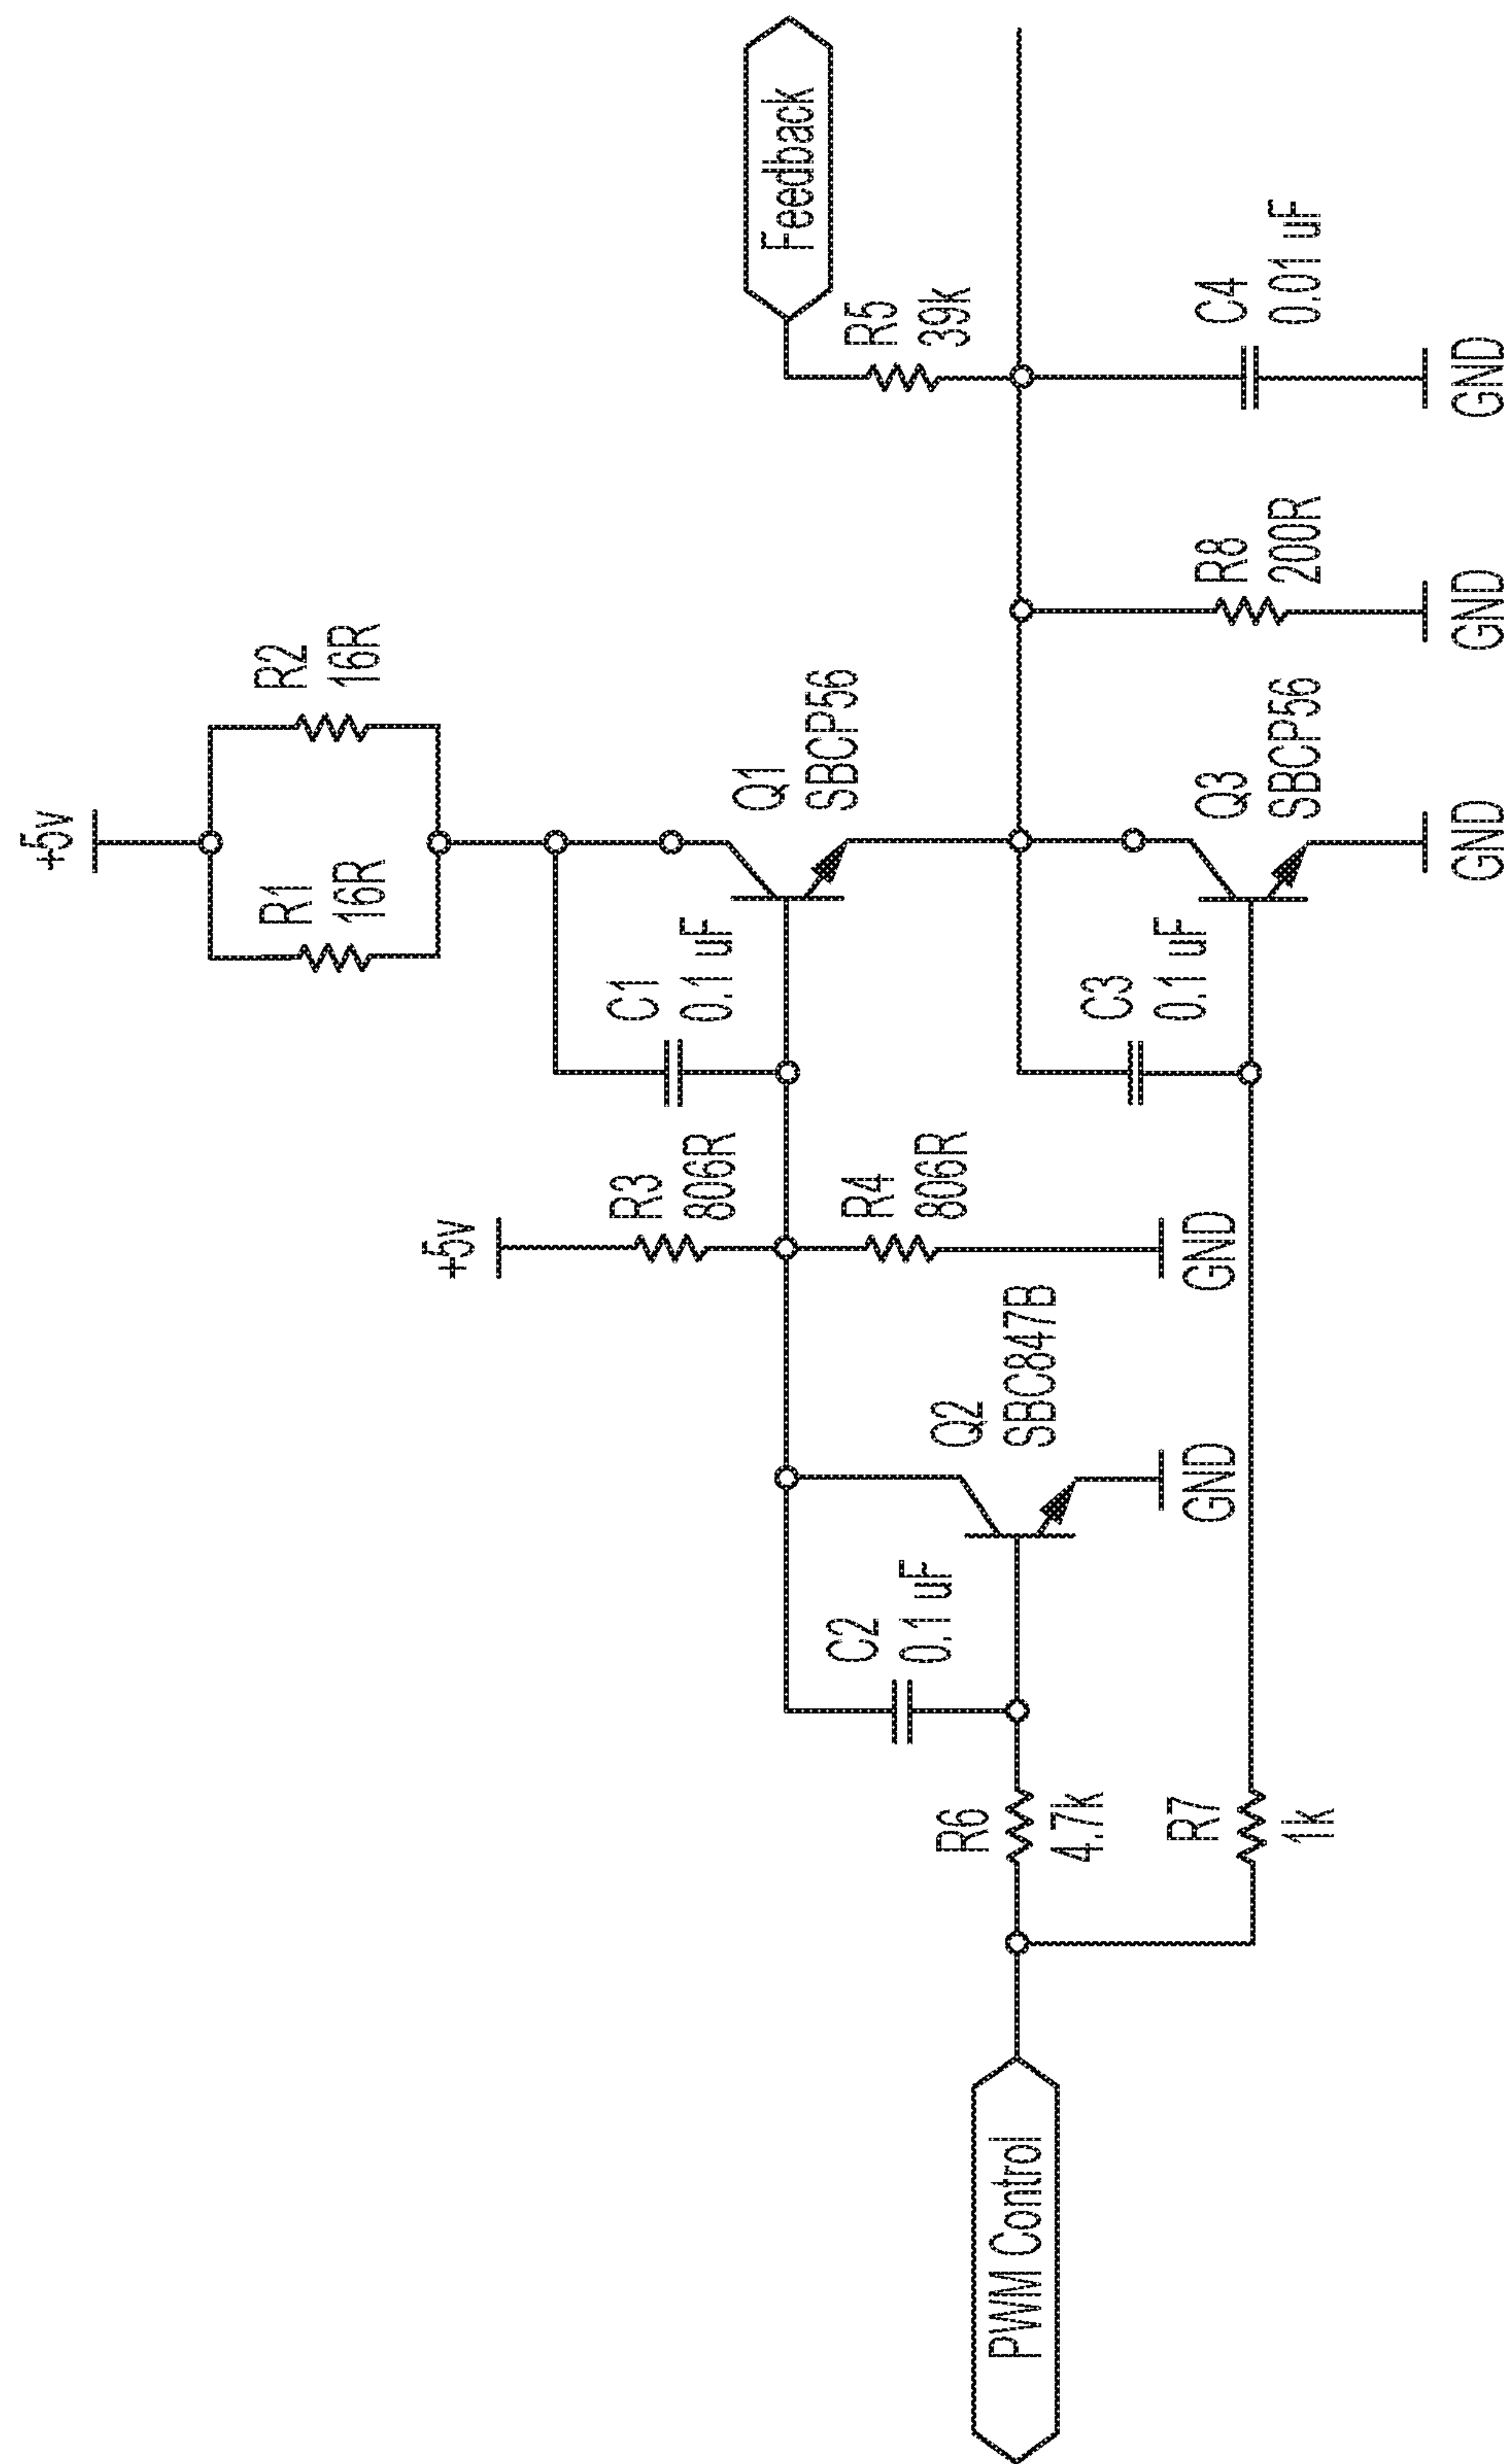 +5v
R1
16R
R2
16R
+5v
C1
0.1 uF
Q1
SBCP56
Feedback
R3
806R
R4
806R
R5
39k
C2
0.1 uF
Q2
SBC847B
GND
GND
C3
0.1 uF
Q3
SBCP56
GND
R8
200R
GND
C4
0.01 uF
GND
PWM Control
R6
4.7k
R7
1k